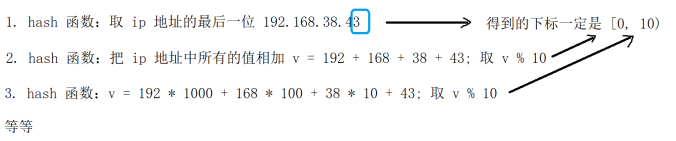 1. hash 函数：取 ip 地址的最后一位 192.168.38.43 得到的下标一定是 [0, 10)
2. hash 函数：把 ip 地址中所有的值相加 v = 192 + 168 + 38 + 43; 取 v % 10
3. hash 函数：v = 192 * 1000 + 168 * 100 + 38 * 10 + 43; 取 v % 10
等等